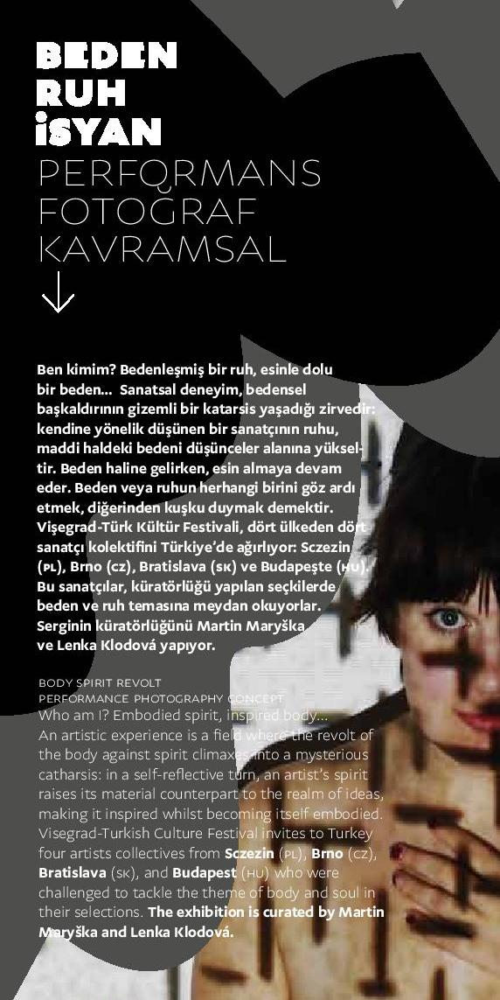 BEDEN
RUH
iSYAN
PERFORMANS
FOTOGRAF
KAVRAMSAL
Ben kimim? Bedenleşmiş bir ruh, esinle dolu
bir beden... Sanatsal deneyim, bedensel
başkaldırının gizemli bir katarsis yaşadığı zirvedir:
kendine yönelik düşünen bir sanatçının ruhu,
maddi haldeki bedeni düşünceler alanına yüksel-
tir. Beden haline gelirken, esin almaya devam
eder. Beden veya ruhun herhangi birini göz ardı
etmek, diğerinden kuşku duymak demektir.
Vişegrad-Türk Kültür Festivali, dört ülkeden dört
sanatçı kolektifini Türkiye'de ağırlıyor: Sczezin
(PL), Brno (CZ), Bratislava (SK) ve Budapeşte (HU).
Bu sanatçılar, küratörlüğü yapılan seçkilerde
beden ve ruh temasına meydan okuyorlar.
Serginin küratörlüğünü Martin Maryška
ve Lenka Klodová yapıyor.
BODY SPIRIT REVOLT
PERFORMANCE PHOTOGRAPHY CONCEPT
Who am I? Embodied spirit, inspired body...
An artistic experience is a field where the revolt of
the body against spirit climaxes into a mysterious
catharsis: in a self-reflective turn, an artist's spirit
raises its material counterpart to the realm of ideas,
making it inspired whilst becoming itself embodied.
Visegrad-Turkish Culture Festival invites to Turkey
four artists collectives from Sczezin (PL), Brno (CZ),
Bratislava (SK), and Budapest (HU) who were
challenged to tackle the theme of body and soul in
their selections. The exhibition is curated by Martin
Maryška and Lenka Klodová.